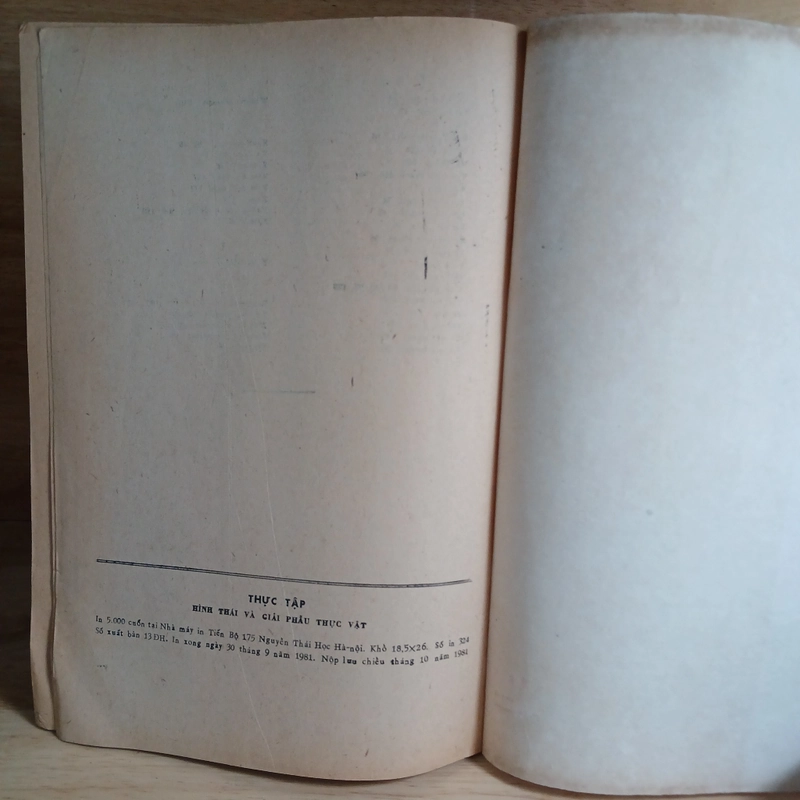 THỰC TẬP
HÌNH THÁI VÀ GIẢI PHẪU THỰC VẬT
In 5.000 cuốn tại Nhà máy in Tiến Bộ 175 Nguyễn Thái Học Hà-nội. Khổ 18,5×26. Số in 324
Số xuất bản 13ĐH. In xong ngày 30 tháng 9 năm 1981. Nộp lưu chiểu tháng 10 năm 1981